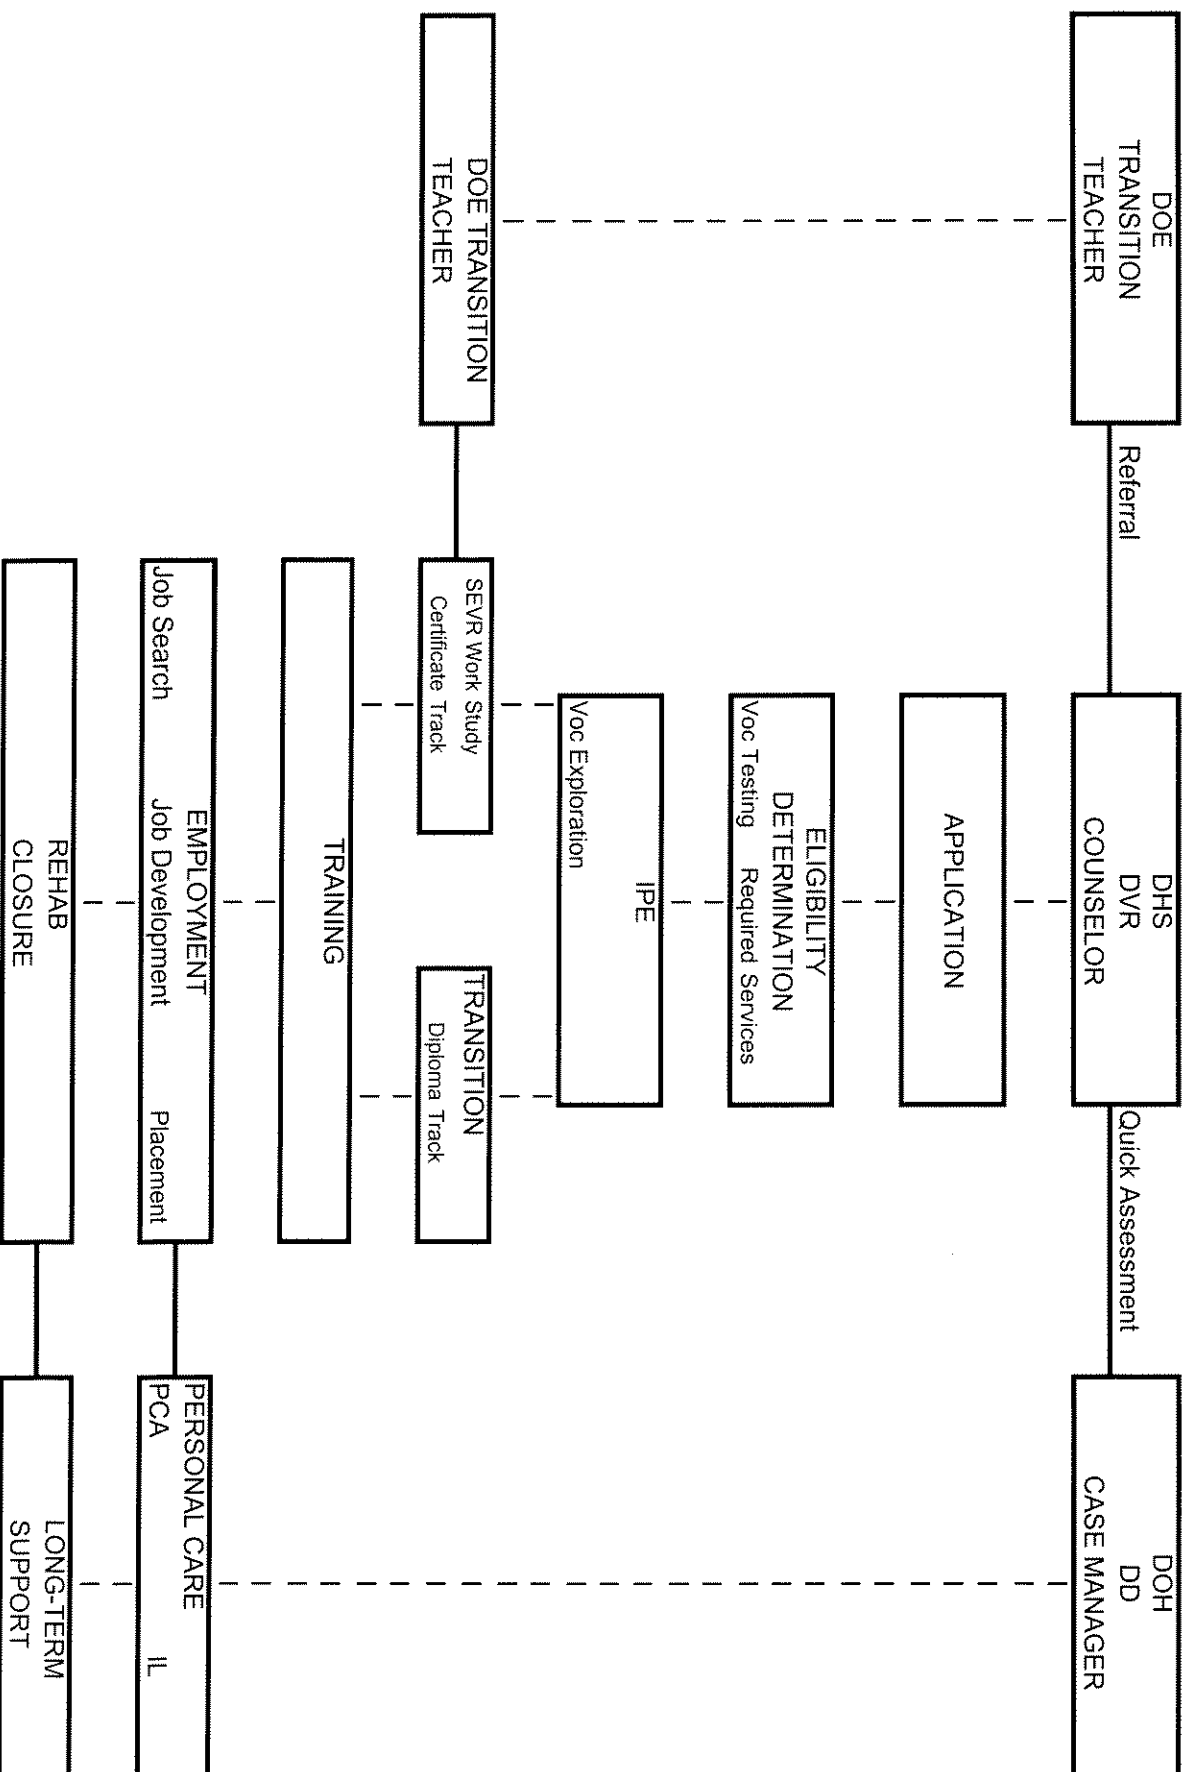 DOE
TRANSITION
TEACHER
Referral
DHS
DVR
COUNSELOR
Quick Assessment
DOH
DD
CASE MANAGER
APPLICATION
ELIGIBILITY
DETERMINATION
Voc Testing Required Services
IPE
Voc Exploration
DOE TRANSITION
TEACHER
SEVR Work Study
Certificate Track
TRANSITION
Diploma Track
TRAINING
EMPLOYMENT
Job Search Job Development Placement
PERSONAL CARE
PCA IL
REHAB
CLOSURE
LONG-TERM
SUPPORT